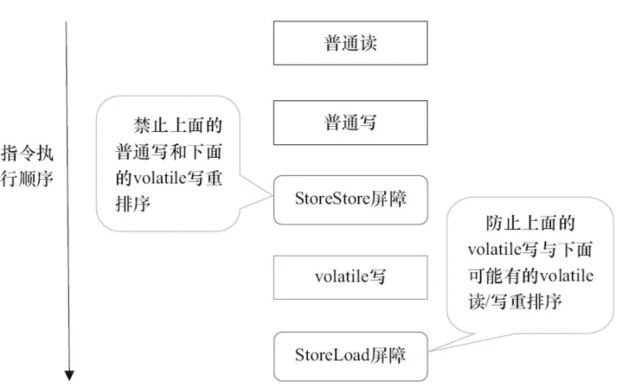 普通读
普通写
禁止上面的
普通写和下面
的volatile写重
排序
指令执
行顺序
StoreStore屏障
防止上面的
volatile写与下面
可能有的volatile
读/写重排序
volatile写
StoreLoad屏障